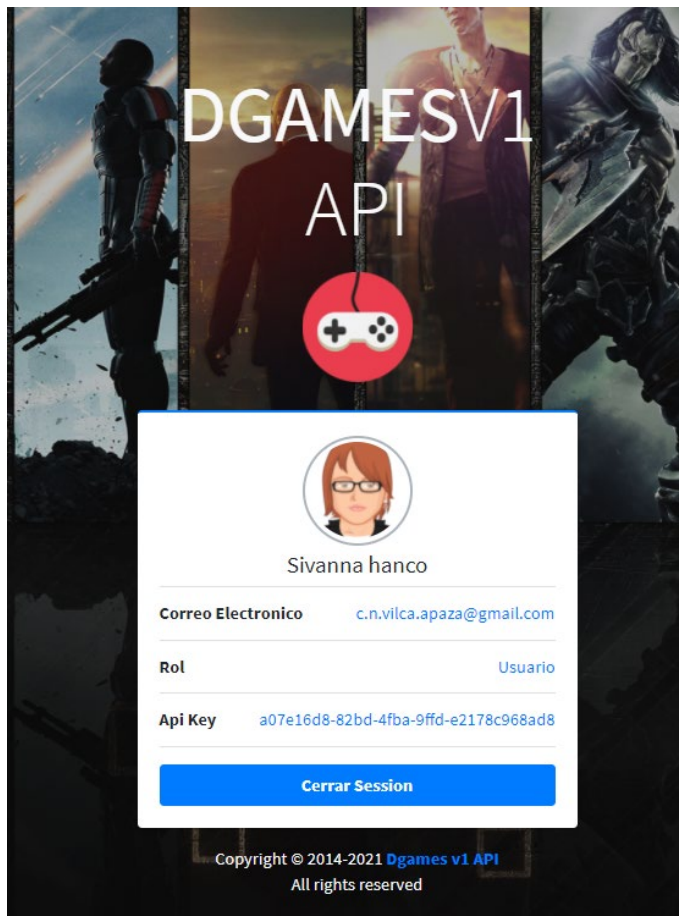 DGAMESV1
API
Sivanna hanco
Correo Electronico c.n.vilca.apaza@gmail.com
Rol Usuario
Api Key a07e16d8-82bd-4fba-9ffd-e2178c968ad8
Cerrar Session
Copyright © 2014-2021 Dgames v1 API
All rights reserved